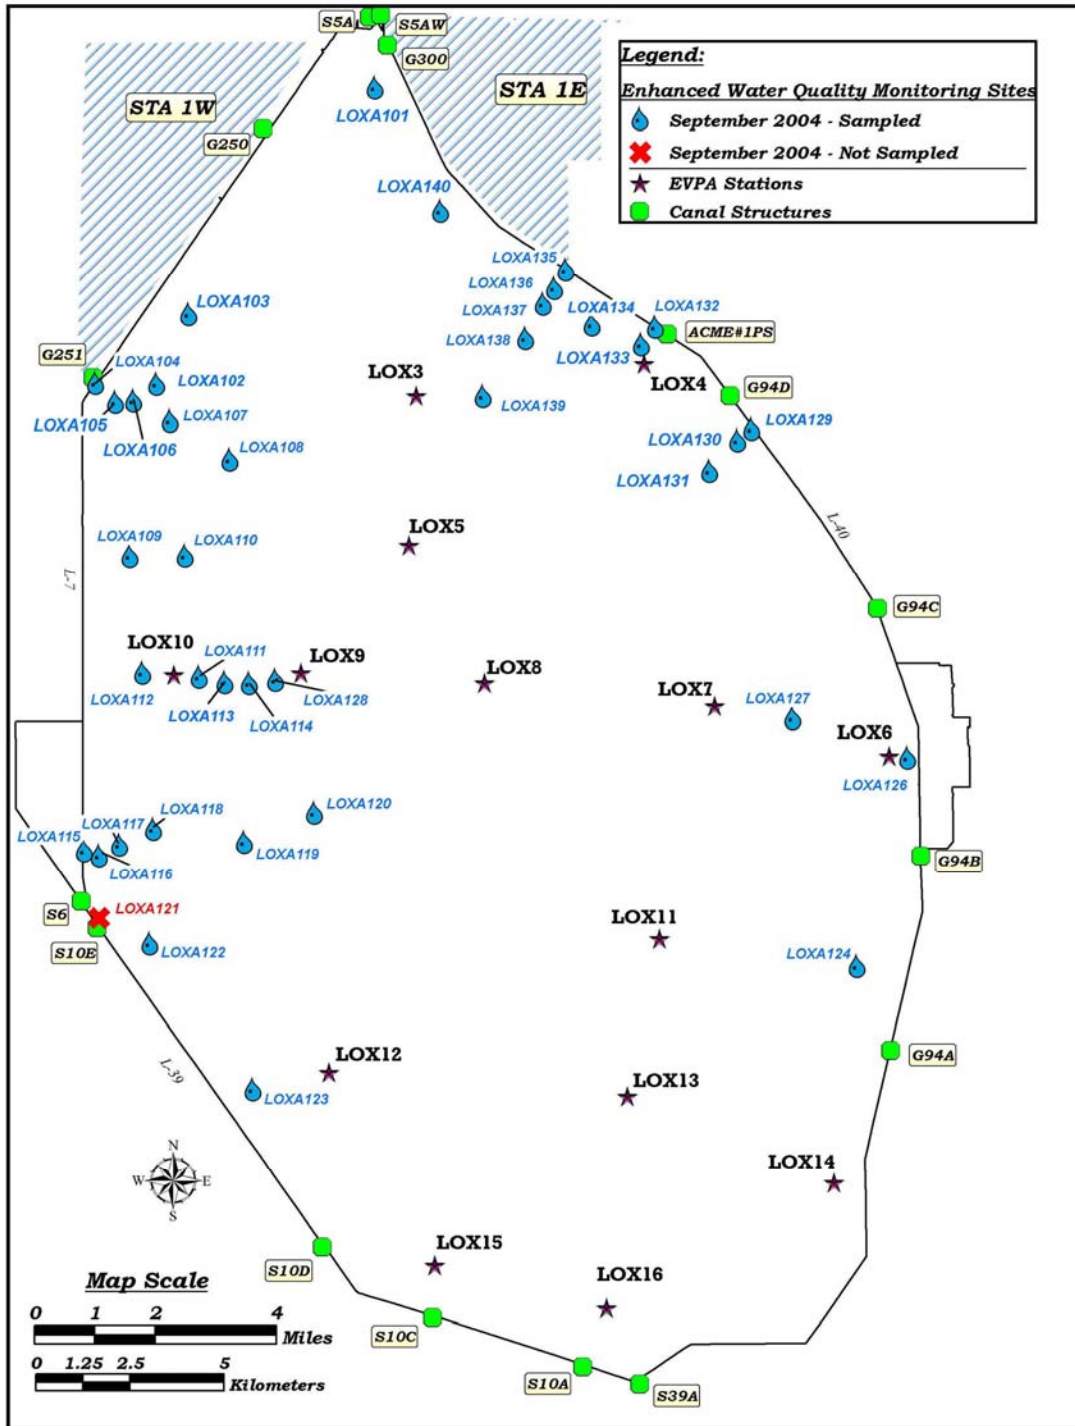 S5A
S5AW
G300
STA 1W
STA 1E
LOXA101
G250
Legend:
Enhanced Water Quality Monitoring Sites
September 2004 - Sampled
September 2004 - Not Sampled
EVPA Stations
Canal Structures
LOXA140
LOXA135
LOXA136
LOXA103
LOXA137
LOXA134
LOXA132
ACME#1PS
LOXA138
LOXA133
G251
LOXA104
LOX3
LOX4
LOXA102
G94D
LOXA139
LOXA107
LOXA129
LOXA105
LOXA106
LOXA130
LOXA108
LOXA131
LOX5
L-40
LOXA109
LOXA110
L-7
G94C
LOXA111
LOX10
LOX9
LOX8
LOXA112
LOXA128
LOX7
LOXA113
LOXA114
LOXA127
LOX6
LOXA126
LOXA120
LOXA118
LOXA117
LOXA115
LOXA119
LOXA116
G94B
S6
LOXA121
LOX11
S10E
LOXA122
LOXA124
G94A
LOX12
L-39
LOX13
LOXA123
N
W
E
S
LOX14
LOX15
S10D
LOX16
Map Scale
0 1 2 4
Miles
S10C
0 1.25 2.5 5
Kilometers
S10A
S39A